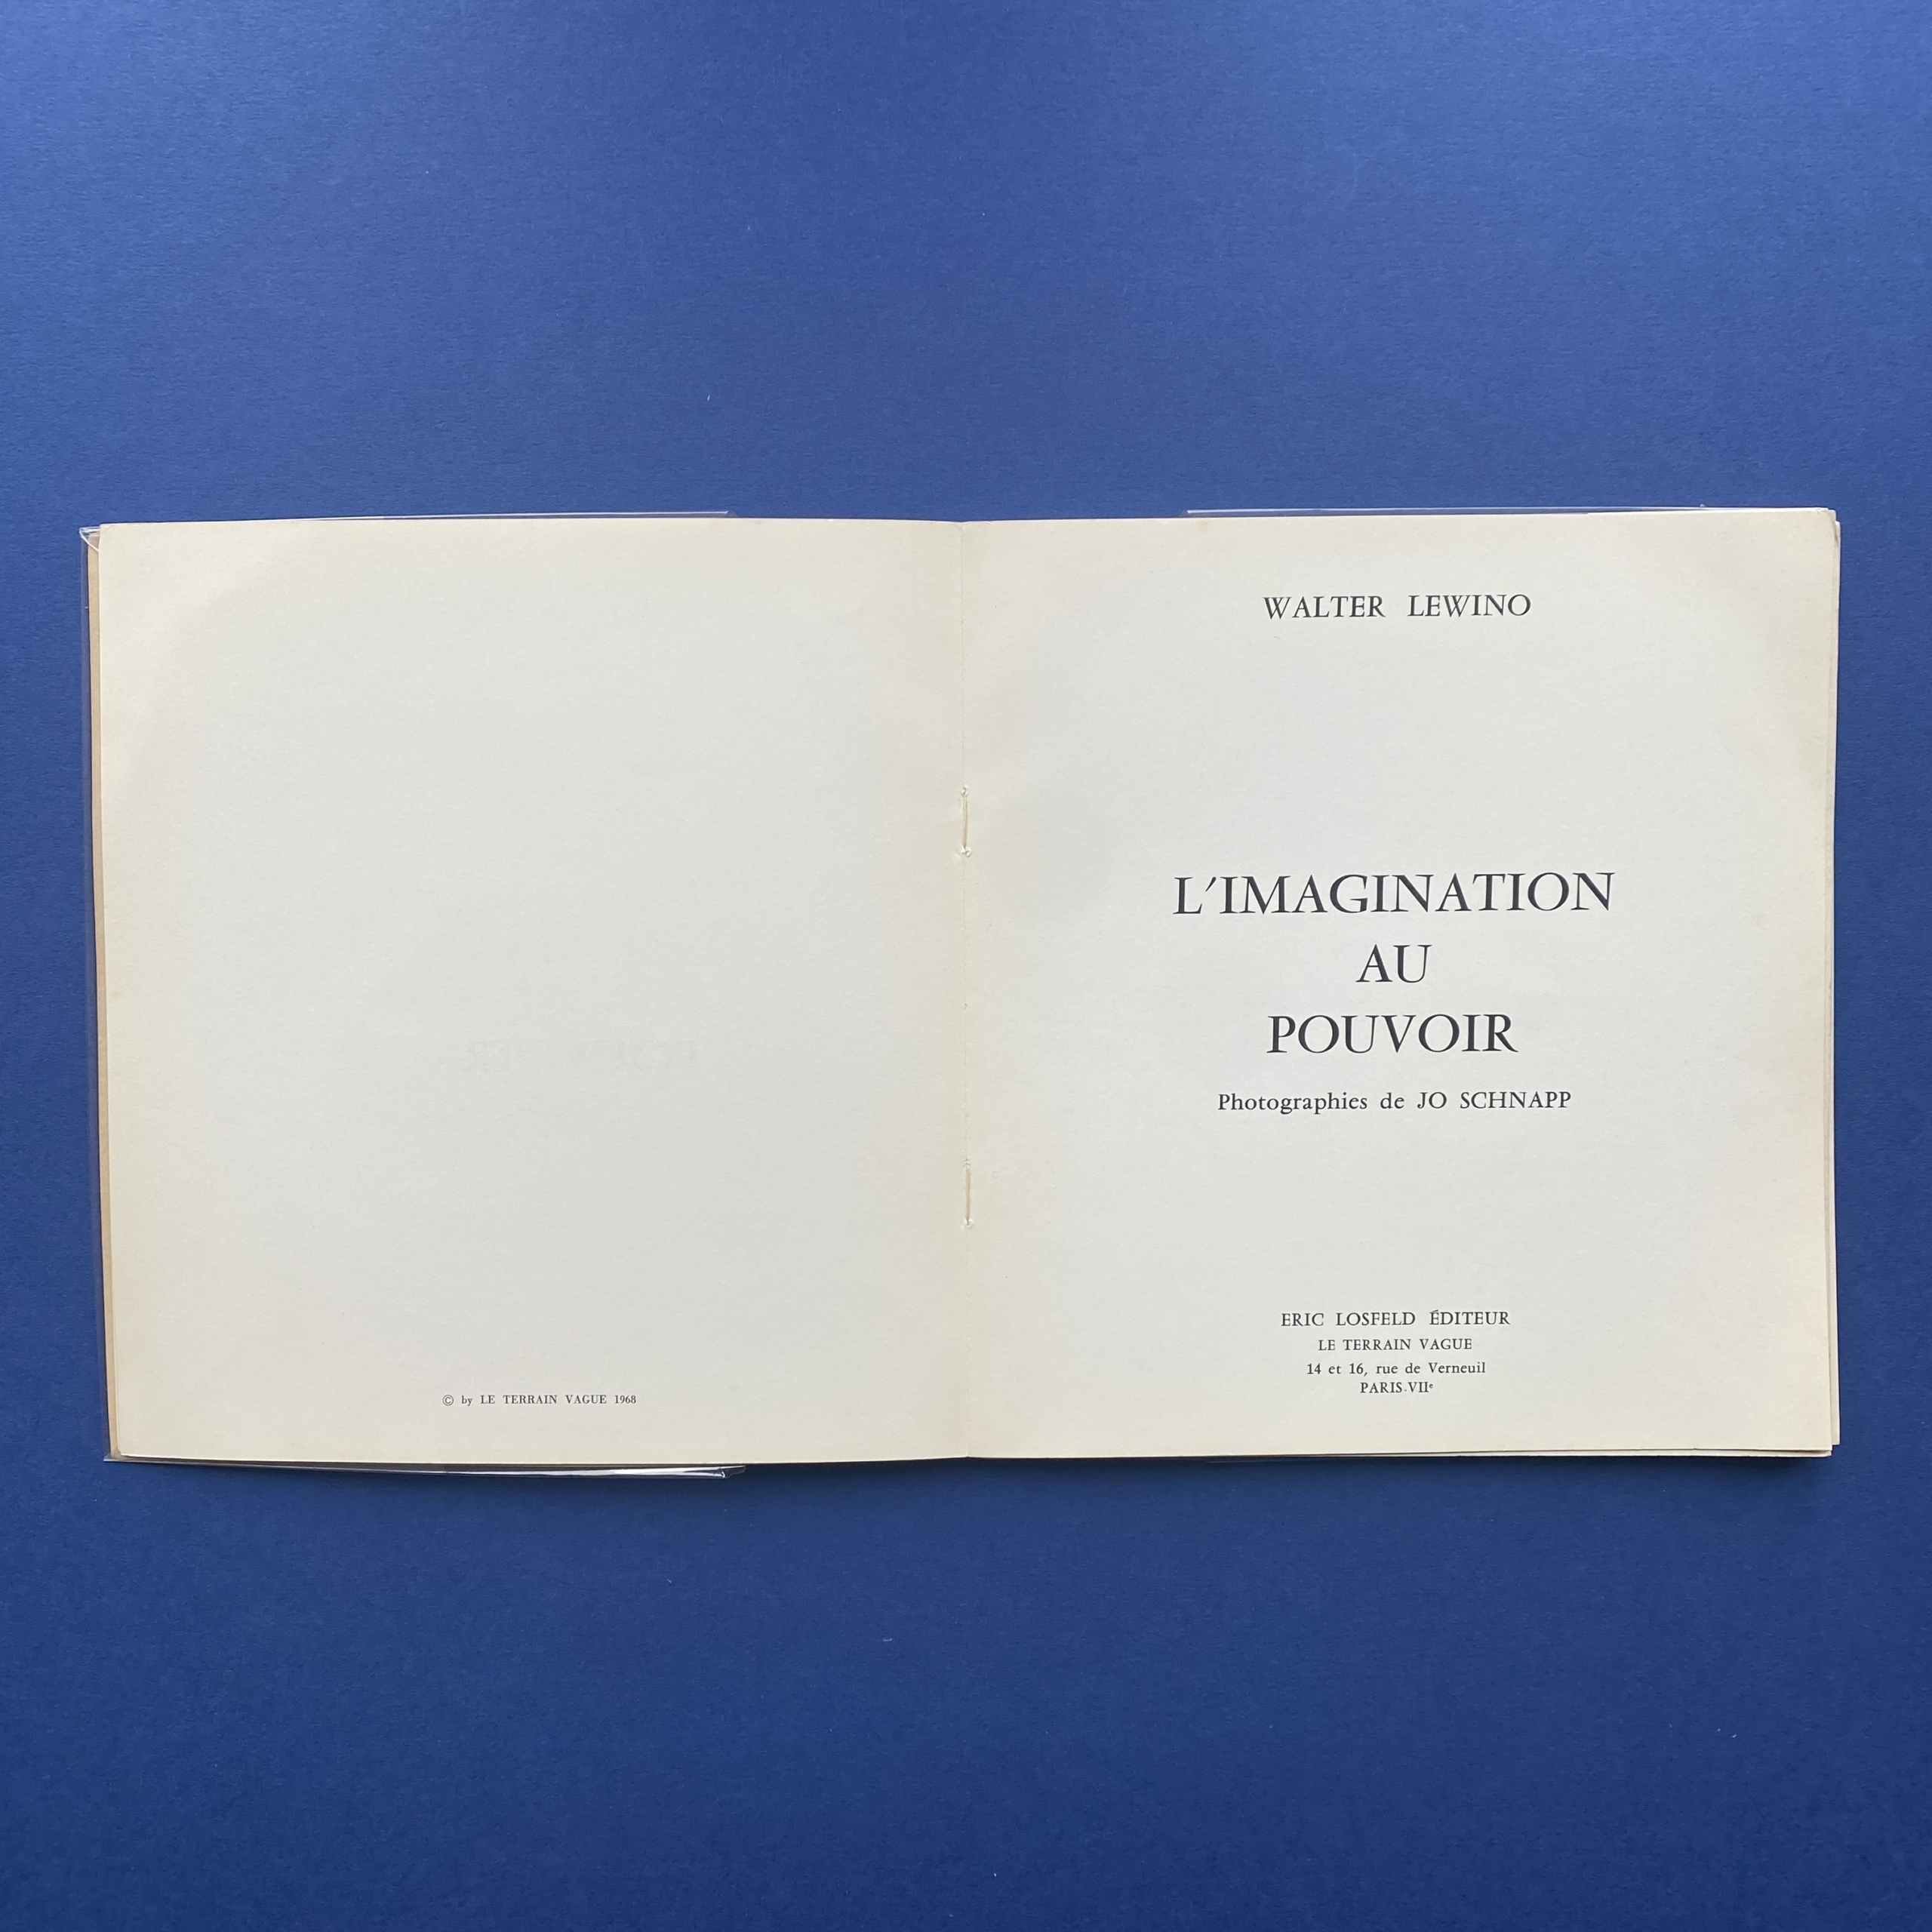 © by LE TERRAIN VAGUE 1968
WALTER LEWINO
L'IMAGINATION
AU
POUVOIR
Photographies de JO SCHNAPP
ERIC LOSFELD ÉDITEUR
LE TERRAIN VAGUE
14 et 16, rue de Verneuil
PARIS-VIIᵉ